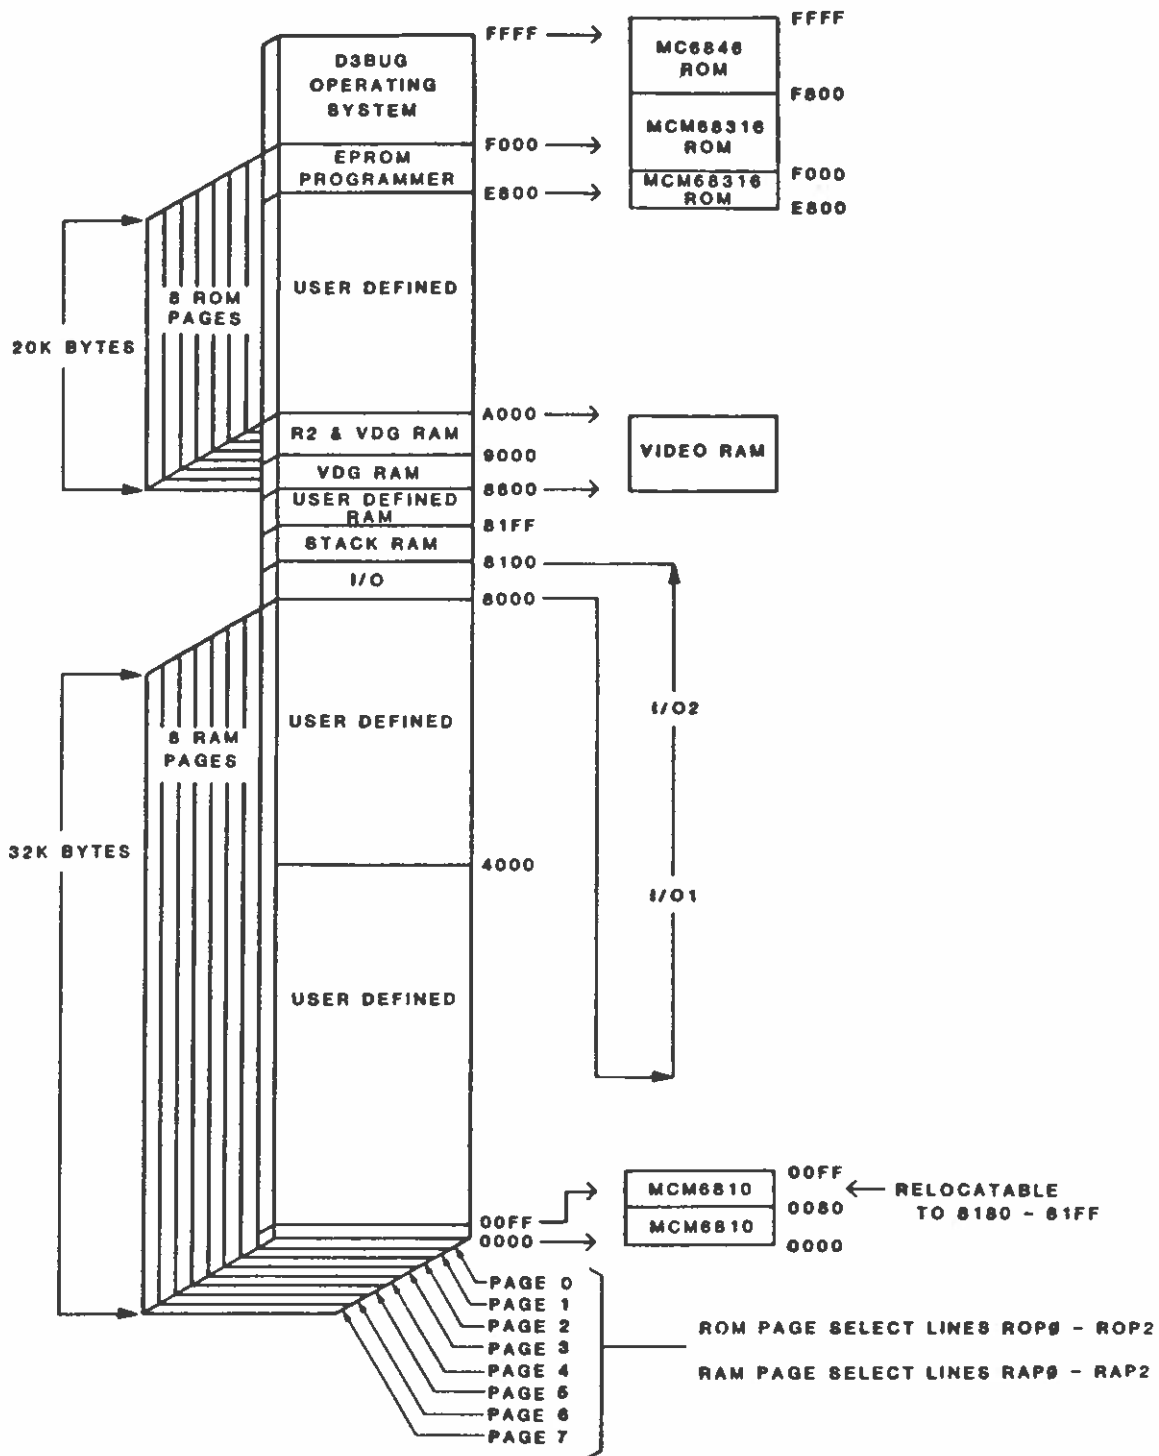 FFFF
D3BUG
OPERATING
SYSTEM
F000
EPROM
PROGRAMMER
E800
USER DEFINED
A000
R2 & VDG RAM
9000
VDG RAM
8600
USER DEFINED
RAM
81FF
STACK RAM
8100
I/O
8000
USER DEFINED
4000
USER DEFINED
00FF
0000
8 ROM
PAGES
20K BYTES
8 RAM
PAGES
32K BYTES
FFFF
MC6846
ROM
F800
MCM68316
ROM
F000
MCM68316
ROM
E800
VIDEO RAM
I/O2
I/O1
00FF
MCM6810
0080
MCM6810
0000
RELOCATABLE
TO 8180 - 81FF
PAGE 0
PAGE 1
PAGE 2
PAGE 3
PAGE 4
PAGE 5
PAGE 6
PAGE 7
ROM PAGE SELECT LINES ROPØ - ROP2
RAM PAGE SELECT LINES RAPØ - RAP2